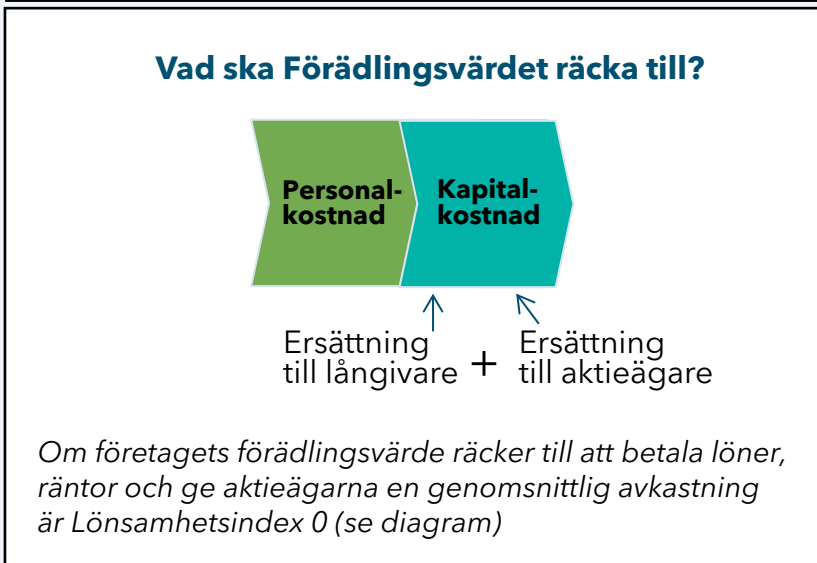 Vad ska Förädlingsvärdet räcka till?
Personal-
kostnad
Kapital-
kostnad
Ersättning
till långivare
+
Ersättning
till aktieägare
Om företagets förädlingsvärde räcker till att betala löner,
räntor och ge aktieägarna en genomsnittlig avkastning
är Lönsamhetsindex 0 (se diagram)